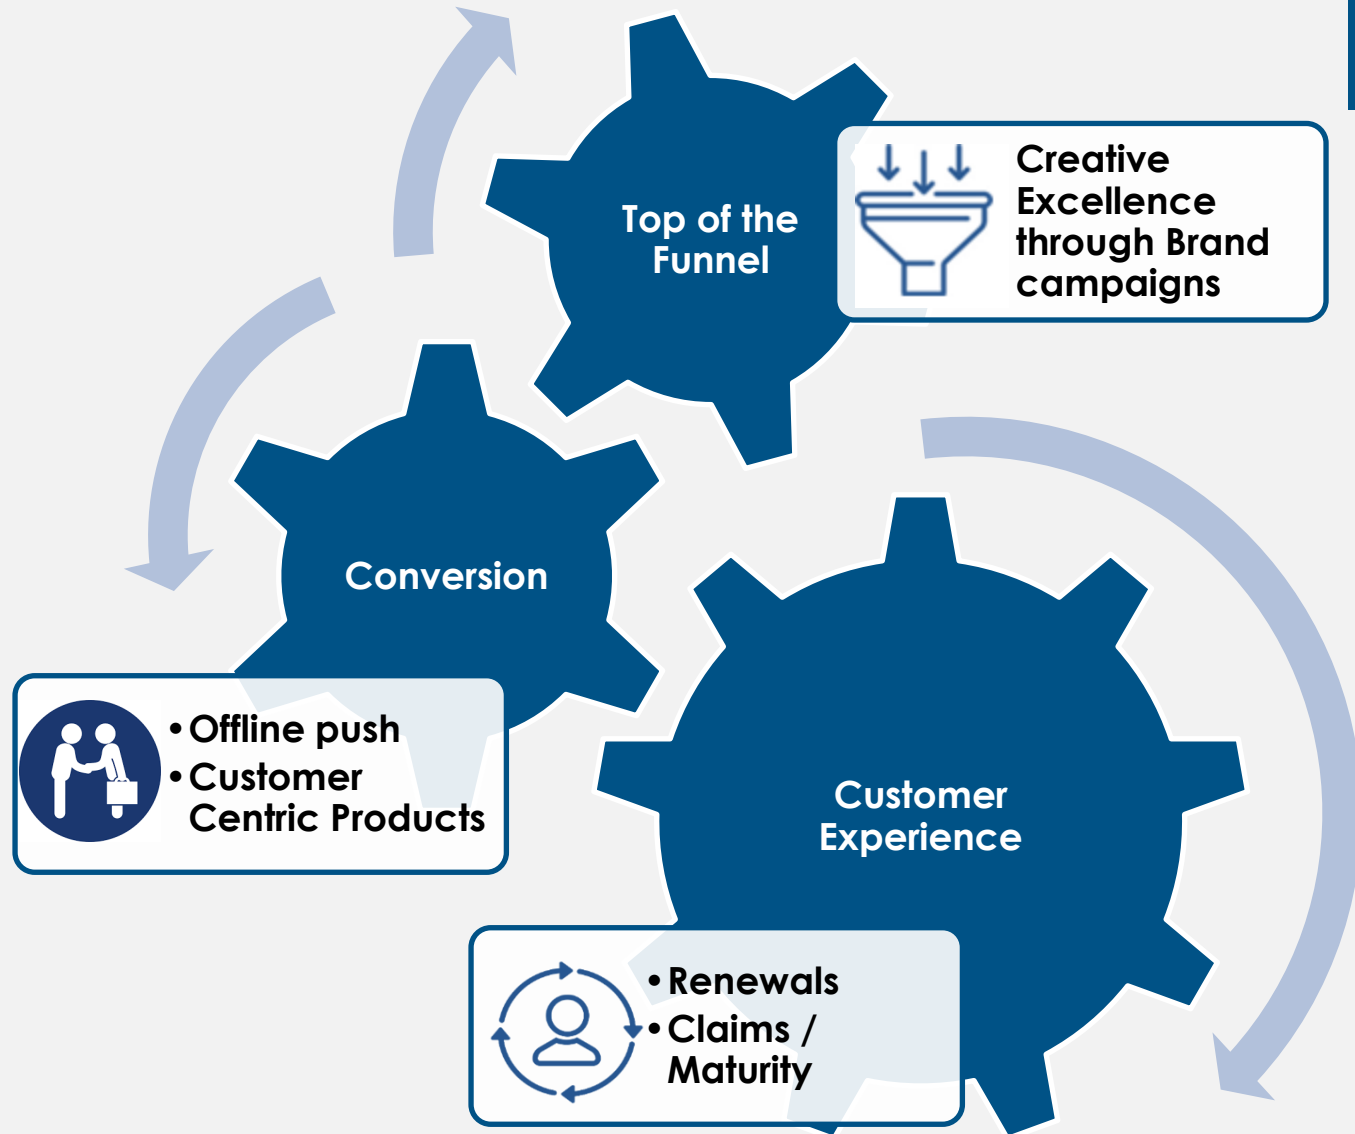 Top of the
Funnel
Creative
Excellence
through Brand
campaigns
Conversion
•Offline push
•Customer
Centric Products
Customer
Experience
•Renewals
•Claims /
Maturity